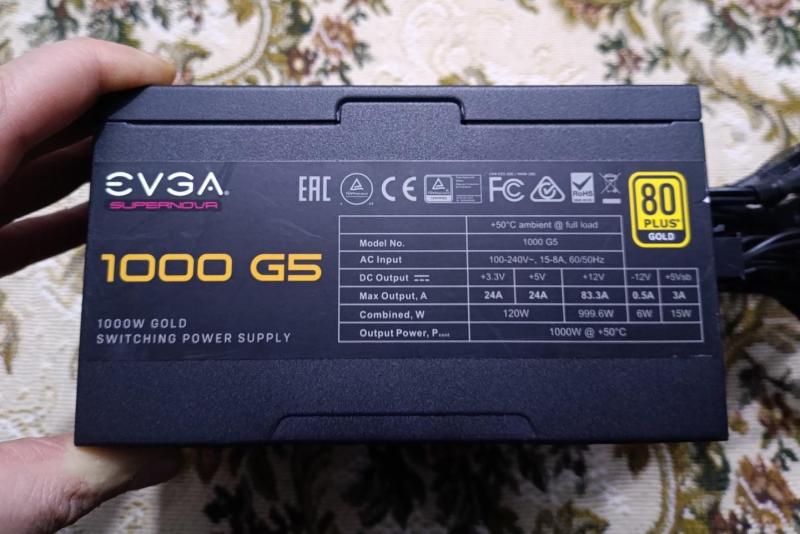 EVGA.
SUPERNOVA
EAC
CE
FC
RoHS
80
PLUS®
GOLD
1000 G5
1000W GOLD
SWITCHING POWER SUPPLY
+50°C ambient @ full load
Model No. 1000 G5
AC Input 100-240V~, 15-8A, 60/50Hz
DC Output +3.3V +5V +12V -12V +5Vsb
Max Output, A 24A 24A 83.3A 0.5A 3A
Combined, W 120W 999.6W 6W 15W
Output Power, Pcont 1000W @ +50°C